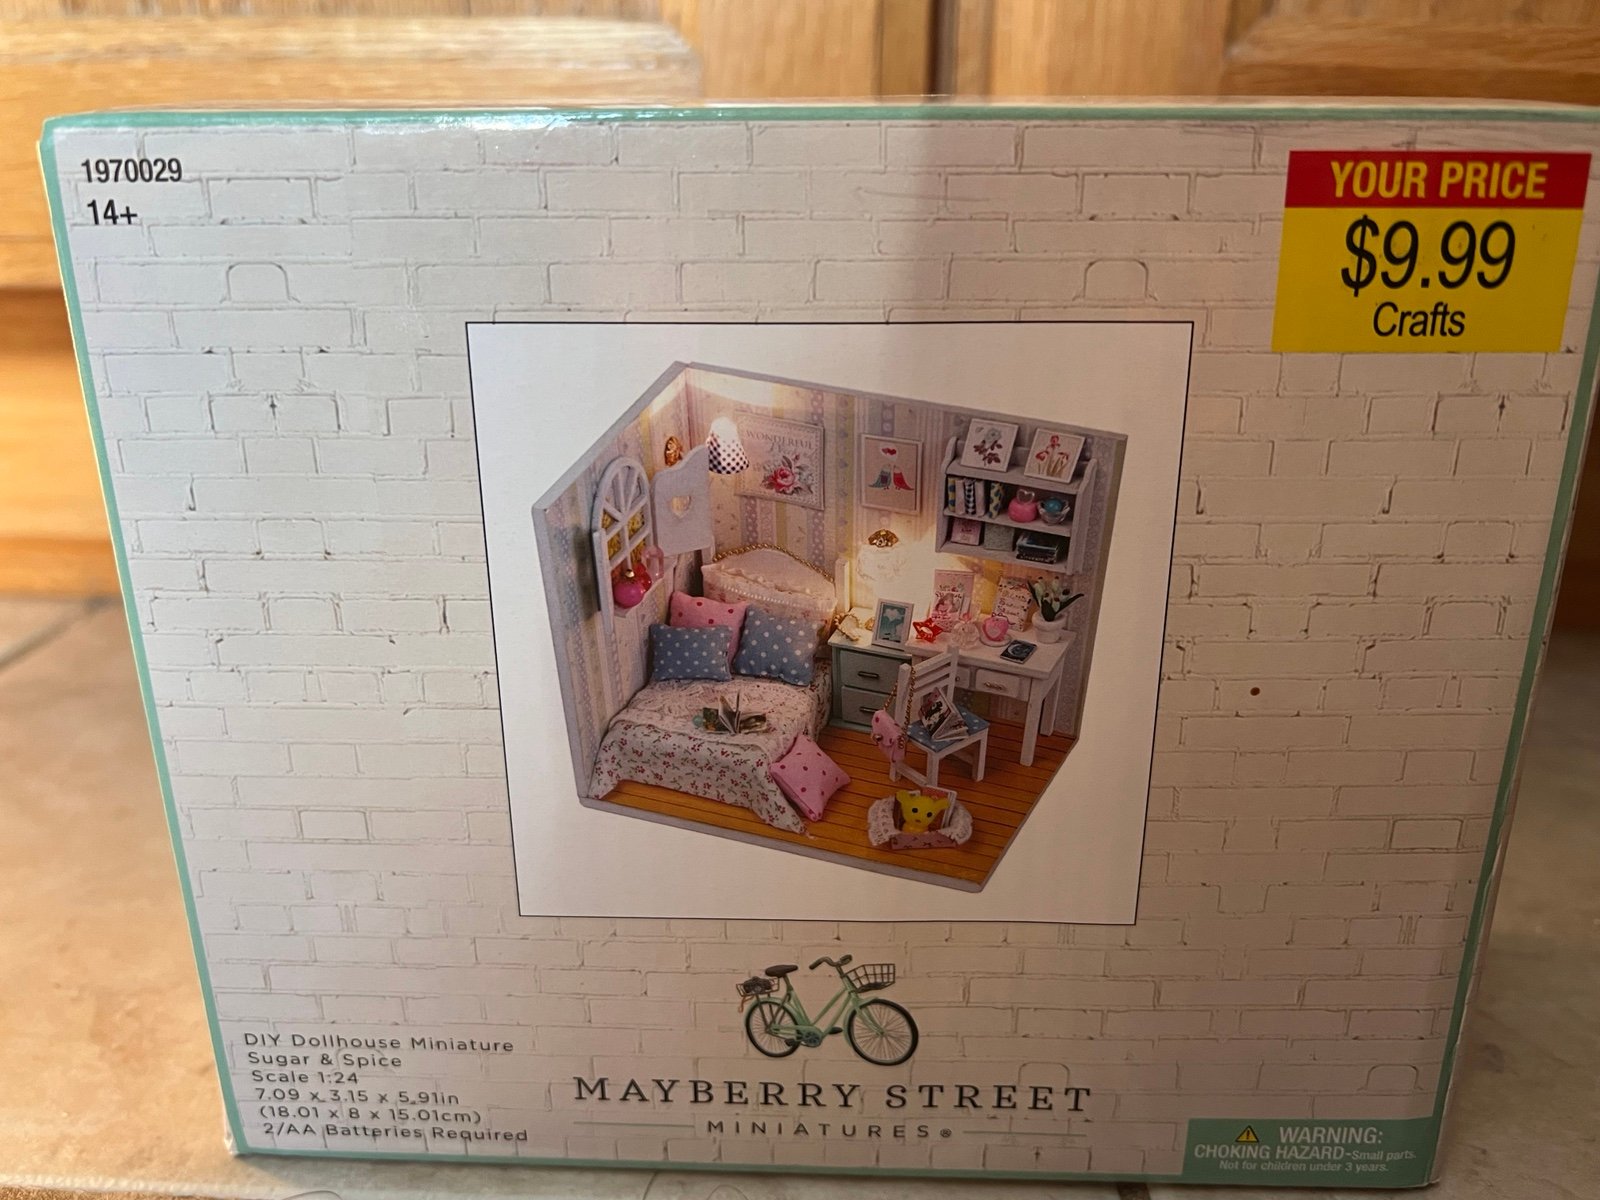 1970029
14+
YOUR PRICE
$9.99
Crafts
WONDERFUL
DIY Dollhouse Miniature
Sugar & Spice
Scale 1:24
7.09 x 3.15 x 5.91in
(18.01 x 8 x 15.01cm)
2/AA Batteries Required
MAYBERRY STREET
MINIATURES®
WARNING:
CHOKING HAZARD-Small parts.
Not for children under 3 years.